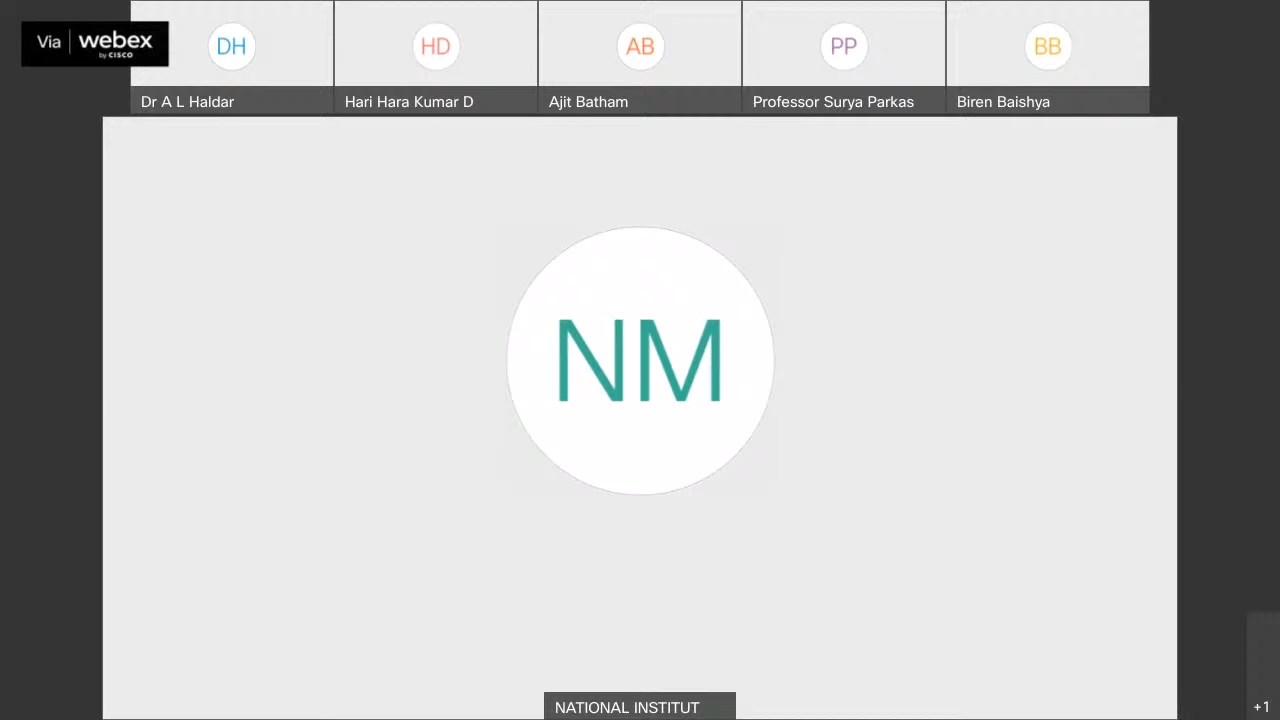 Via webex
by CISCO
DH
HD
AB
PP
BB
Dr A L Haldar
Hari Hara Kumar D
Ajit Batham
Professor Surya Parkas
Biren Baishya
NM
NATIONAL INSTITUT
+1